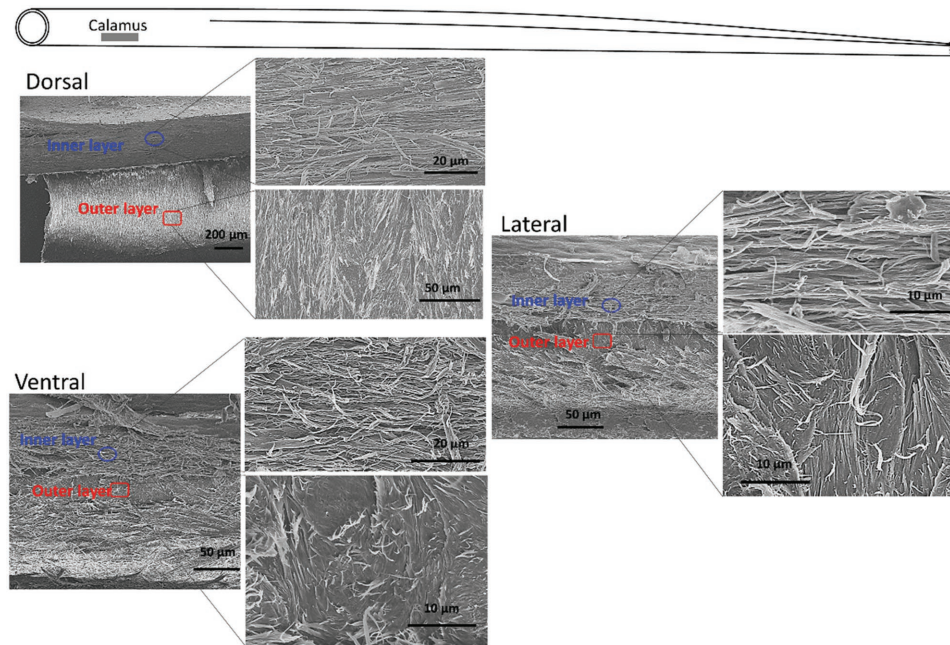 Calamus
Dorsal
Inner layer
20 µm
Outer layer
200 µm
50 µm
Lateral
Inner layer
10 µm
Outer layer
50 µm
10 µm
Ventral
Inner layer
20 µm
Outer layer
50 µm
10 µm